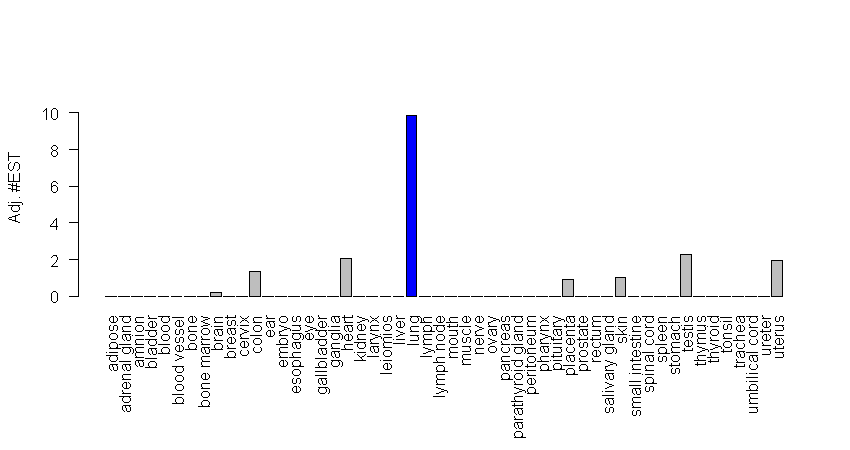 Adj. #EST
10
8
6
4
2
0
adipose
adrenal gland
amnion
bladder
blood
blood vessel
bone
bone marrow
brain
breast
cervix
colon
ear
embryo
esophagus
eye
gallbladder
ganglia
heart
kidney
larynx
leiomios
liver
lung
lymph
lymph node
mouth
muscle
nerve
ovary
pancreas
parathyroid gland
peritoneum
pharynx
pituitary
placenta
prostate
rectum
salivary gland
skin
small intestine
spinal cord
spleen
stomach
testis
thymus
thyroid
tonsil
trachea
umbilical cord
ureter
uterus